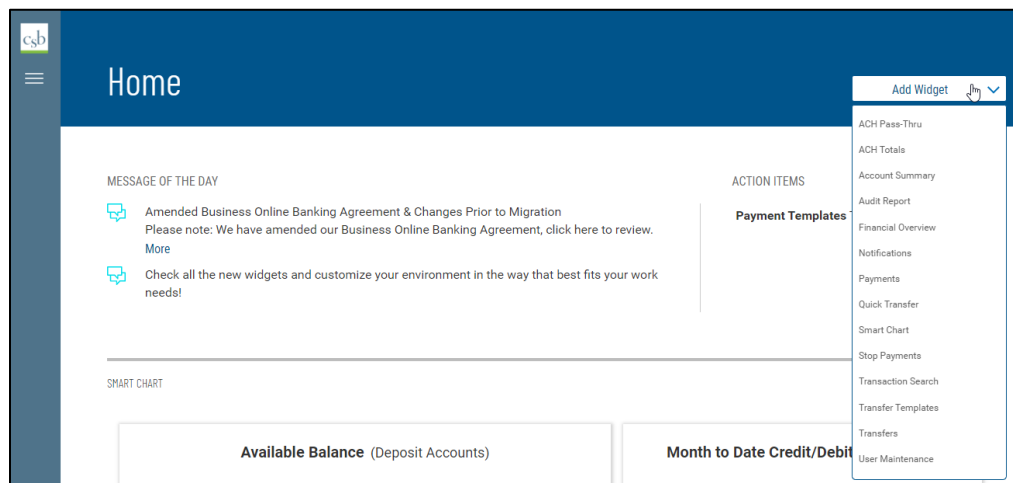 csb
Home
Add Widget
ACH Pass-Thru
ACH Totals
Account Summary
Audit Report
Financial Overview
Notifications
Payments
Quick Transfer
Smart Chart
Stop Payments
Transaction Search
Transfer Templates
Transfers
User Maintenance
MESSAGE OF THE DAY
Amended Business Online Banking Agreement & Changes Prior to Migration
Please note: We have amended our Business Online Banking Agreement, click here to review.
More
Check all the new widgets and customize your environment in the way that best fits your work
needs!
ACTION ITEMS
Payment Templates
SMART CHART
Available Balance (Deposit Accounts)
Month to Date Credit/Debit